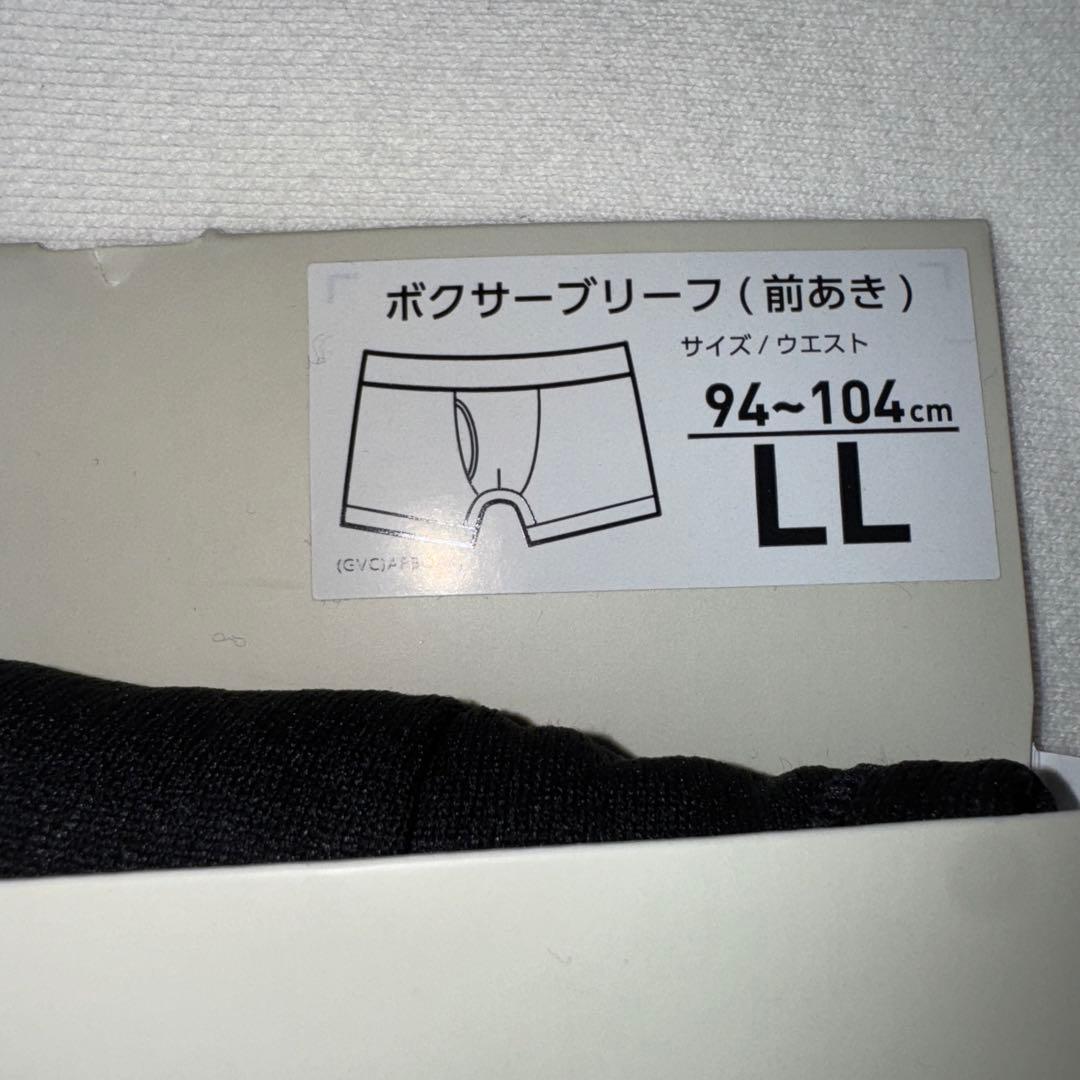 ボクサーブリーフ(前あき)
サイズ/ウエスト
94~104cm
LL